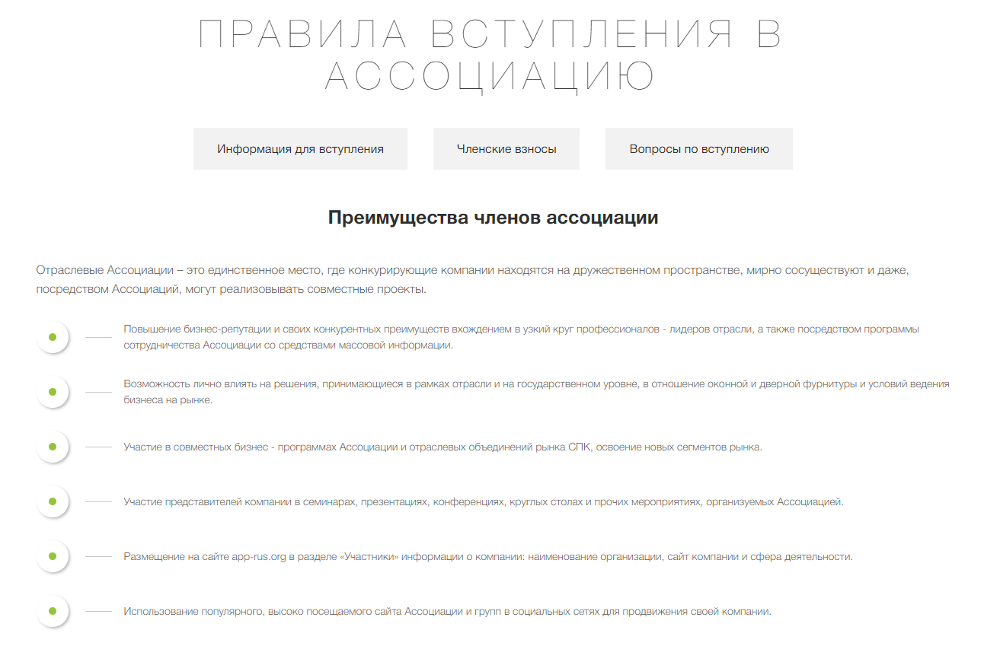 ПРАВИЛА ВСТУПЛЕНИЯ В
АССОЦИАЦИЮ
Информация для вступления
Членские взносы
Вопросы по вступлению
Преимущества членов ассоциации
Отраслевые Ассоциации – это единственное место, где конкурирующие компании находятся на дружественном пространстве, мирно сосуществуют и даже,
посредством Ассоциаций, могут реализовывать совместные проекты.
Повышение бизнес-репутации и своих конкурентных преимуществ вхождением в узкий круг профессионалов - лидеров отрасли, а также посредством программы
сотрудничества Ассоциации со средствами массовой информации.
Возможность лично влиять на решения, принимающиеся в рамках отрасли и на государственном уровне, в отношение оконной и дверной фурнитуры и условий ведения
бизнеса на рынке.
Участие в совместных бизнес - программах Ассоциации и отраслевых объединений рынка СПК, освоение новых сегментов рынка.
Участие представителей компании в семинарах, презентациях, конференциях, круглых столах и прочих мероприятиях, организуемых Ассоциацией.
Размещение на сайте app-rus.org в разделе «Участники» информации о компании: наименование организации, сайт компании и сфера деятельности.
Использование популярного, высоко посещаемого сайта Ассоциации и групп в социальных сетях для продвижения своей компании.